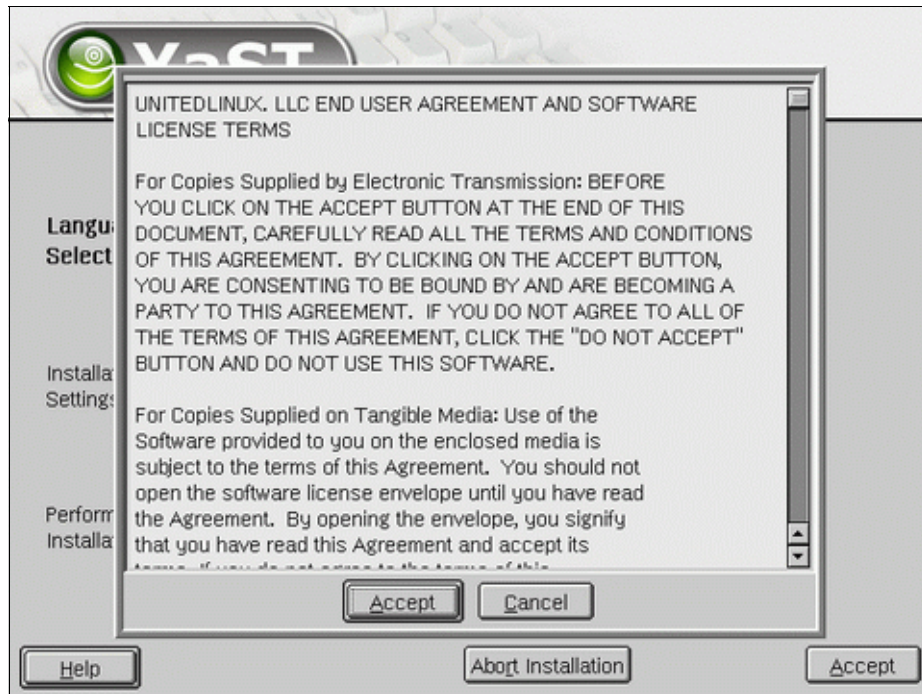 YaST
UNITEDLINUX. LLC END USER AGREEMENT AND SOFTWARE
LICENSE TERMS
For Copies Supplied by Electronic Transmission: BEFORE
YOU CLICK ON THE ACCEPT BUTTON AT THE END OF THIS
DOCUMENT, CAREFULLY READ ALL THE TERMS AND CONDITIONS
OF THIS AGREEMENT.  BY CLICKING ON THE ACCEPT BUTTON,
YOU ARE CONSENTING TO BE BOUND BY AND ARE BECOMING A
PARTY TO THIS AGREEMENT.  IF YOU DO NOT AGREE TO ALL OF
THE TERMS OF THIS AGREEMENT, CLICK THE "DO NOT ACCEPT"
BUTTON AND DO NOT USE THIS SOFTWARE.
For Copies Supplied on Tangible Media: Use of the
Software provided to you on the enclosed media is
subject to the terms of this Agreement.  You should not
open the software license envelope until you have read
the Agreement.  By opening the envelope, you signify
that you have read this Agreement and accept its
Langu
Select
Installa
Settings
Perform
Installa
Accept
Cancel
Help
Abort Installation
Accept